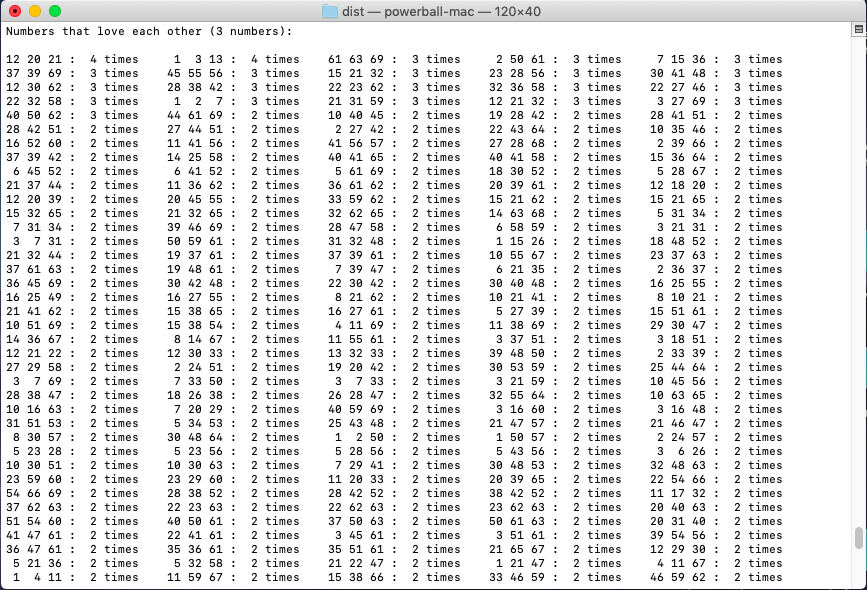 dist — powerball-mac — 120×40
Numbers that love each other (3 numbers):
12 20 21 :  4 times     1  3 13 :  4 times    61 63 69 :  3 times     2 50 61 :  3 times     7 15 36 :  3 times
37 39 69 :  3 times    45 55 56 :  3 times    15 21 32 :  3 times    23 28 56 :  3 times    30 41 48 :  3 times
12 30 62 :  3 times    28 38 42 :  3 times    22 23 62 :  3 times    32 36 58 :  3 times    22 27 46 :  3 times
22 32 58 :  3 times     1  2  7 :  3 times    21 31 59 :  3 times    12 21 32 :  3 times     3 27 69 :  3 times
40 50 62 :  3 times    44 61 69 :  2 times    10 40 45 :  2 times    19 28 42 :  2 times    28 41 51 :  2 times
28 42 51 :  2 times    27 44 51 :  2 times     2 27 42 :  2 times    22 43 64 :  2 times    10 35 46 :  2 times
16 52 60 :  2 times    11 41 56 :  2 times    41 56 57 :  2 times    27 28 68 :  2 times     2 39 66 :  2 times
37 39 42 :  2 times    14 25 58 :  2 times    40 41 65 :  2 times    40 41 58 :  2 times    15 36 64 :  2 times
 6 45 52 :  2 times     6 41 52 :  2 times     5 61 69 :  2 times    18 30 52 :  2 times     5 28 67 :  2 times
21 37 44 :  2 times    11 36 62 :  2 times    36 61 62 :  2 times    20 39 61 :  2 times    12 18 20 :  2 times
12 20 39 :  2 times    20 45 55 :  2 times    33 59 62 :  2 times    15 21 62 :  2 times    15 21 65 :  2 times
15 32 65 :  2 times    21 32 65 :  2 times    32 62 65 :  2 times    14 63 68 :  2 times     5 31 34 :  2 times
 7 31 34 :  2 times    39 46 69 :  2 times    28 47 58 :  2 times     6 58 59 :  2 times     3 21 31 :  2 times
 3  7 31 :  2 times    50 59 61 :  2 times    31 32 48 :  2 times     1 15 26 :  2 times    18 48 52 :  2 times
21 32 44 :  2 times    19 37 61 :  2 times    37 39 61 :  2 times    10 55 67 :  2 times    23 37 63 :  2 times
37 61 63 :  2 times    19 48 61 :  2 times     7 39 47 :  2 times     6 21 35 :  2 times     2 36 37 :  2 times
36 45 69 :  2 times    30 42 48 :  2 times    22 30 42 :  2 times    30 40 48 :  2 times    16 25 55 :  2 times
16 25 49 :  2 times    16 27 55 :  2 times     8 21 62 :  2 times    10 21 41 :  2 times     8 10 21 :  2 times
21 41 62 :  2 times    15 38 65 :  2 times    16 27 61 :  2 times     5 27 39 :  2 times    15 51 61 :  2 times
10 51 69 :  2 times    15 38 54 :  2 times     4 11 69 :  2 times    11 38 69 :  2 times    29 30 47 :  2 times
14 36 67 :  2 times     8 14 67 :  2 times    11 55 61 :  2 times     3 37 51 :  2 times     3 18 51 :  2 times
12 21 22 :  2 times    12 30 33 :  2 times    13 32 33 :  2 times    39 48 50 :  2 times     2 33 39 :  2 times
27 29 58 :  2 times     2 24 51 :  2 times    19 20 42 :  2 times    30 53 59 :  2 times    25 44 64 :  2 times
 3  7 69 :  2 times     7 33 50 :  2 times     3  7 33 :  2 times     3 21 59 :  2 times    10 45 56 :  2 times
28 38 47 :  2 times    18 26 38 :  2 times    26 28 47 :  2 times    32 55 64 :  2 times    10 63 65 :  2 times
10 16 63 :  2 times     7 20 29 :  2 times    40 59 69 :  2 times     3 16 60 :  2 times     3 16 48 :  2 times
31 51 53 :  2 times     5 34 53 :  2 times    25 43 48 :  2 times    21 47 57 :  2 times    21 46 47 :  2 times
 8 30 57 :  2 times    30 48 64 :  2 times     1  2 50 :  2 times     1 50 57 :  2 times     2 24 57 :  2 times
 5 23 28 :  2 times     5 23 56 :  2 times     5 28 56 :  2 times     5 43 56 :  2 times     3  6 26 :  2 times
10 30 51 :  2 times    10 30 63 :  2 times     7 29 41 :  2 times    30 48 53 :  2 times    32 48 63 :  2 times
23 59 60 :  2 times    23 29 60 :  2 times    11 20 33 :  2 times    20 39 65 :  2 times    22 54 66 :  2 times
54 66 69 :  2 times    28 38 52 :  2 times    28 42 52 :  2 times    38 42 52 :  2 times    11 17 32 :  2 times
37 62 63 :  2 times    22 23 63 :  2 times    22 62 63 :  2 times    23 62 63 :  2 times    20 40 63 :  2 times
51 54 60 :  2 times    40 50 61 :  2 times    37 50 63 :  2 times    50 61 63 :  2 times    20 31 40 :  2 times
41 47 61 :  2 times    22 41 61 :  2 times     3 45 61 :  2 times     3 51 61 :  2 times    39 54 56 :  2 times
36 47 61 :  2 times    35 36 61 :  2 times    35 51 61 :  2 times    21 65 67 :  2 times    12 29 30 :  2 times
 5 21 36 :  2 times     5 32 58 :  2 times    21 22 47 :  2 times     1 21 47 :  2 times     4 11 67 :  2 times
 1  4 11 :  2 times    11 59 67 :  2 times    15 38 66 :  2 times    33 46 59 :  2 times    46 59 62 :  2 times